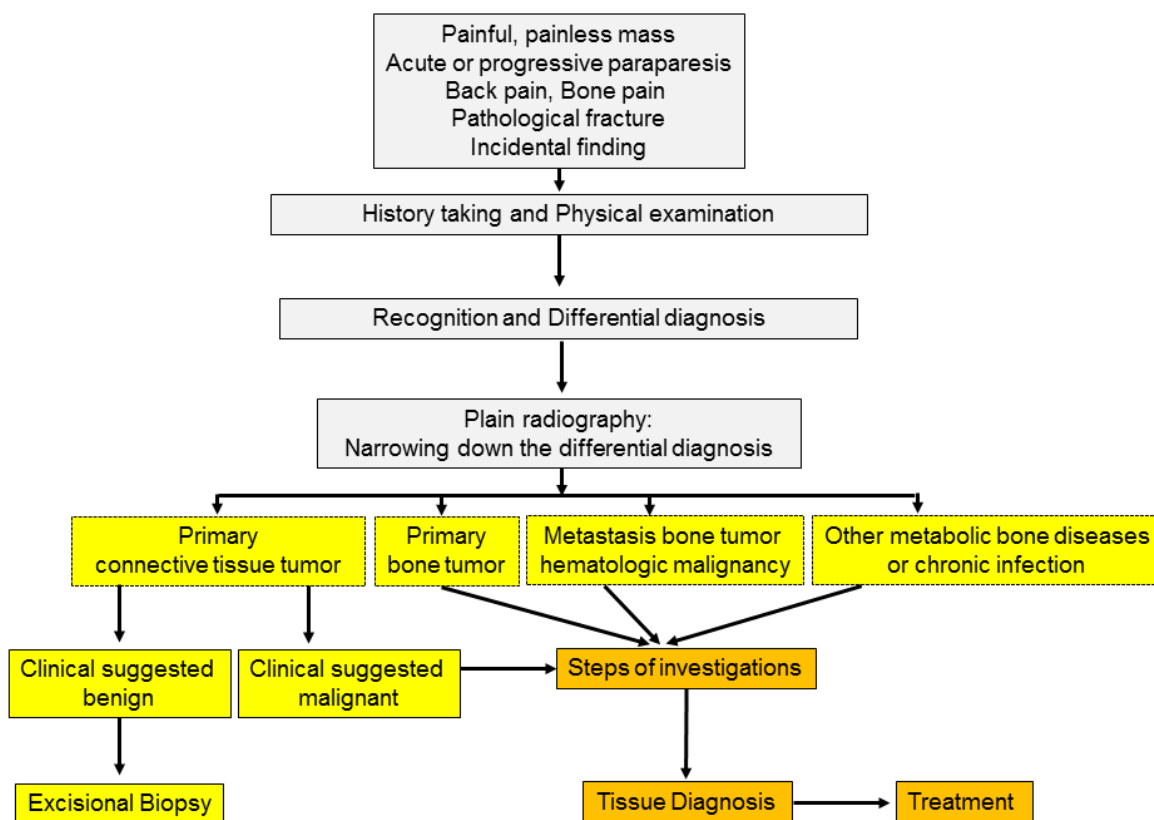 Painful, painless mass
Acute or progressive paraparesis
Back pain, Bone pain
Pathological fracture
Incidental finding
History taking and Physical examination
Recognition and Differential diagnosis
Plain radiography:
Narrowing down the differential diagnosis
Primary
connective tissue tumor
Primary
bone tumor
Metastasis bone tumor
hematologic malignancy
Other metabolic bone diseases
or chronic infection
Clinical suggested
benign
Clinical suggested
malignant
Steps of investigations
Excisional Biopsy
Tissue Diagnosis
Treatment